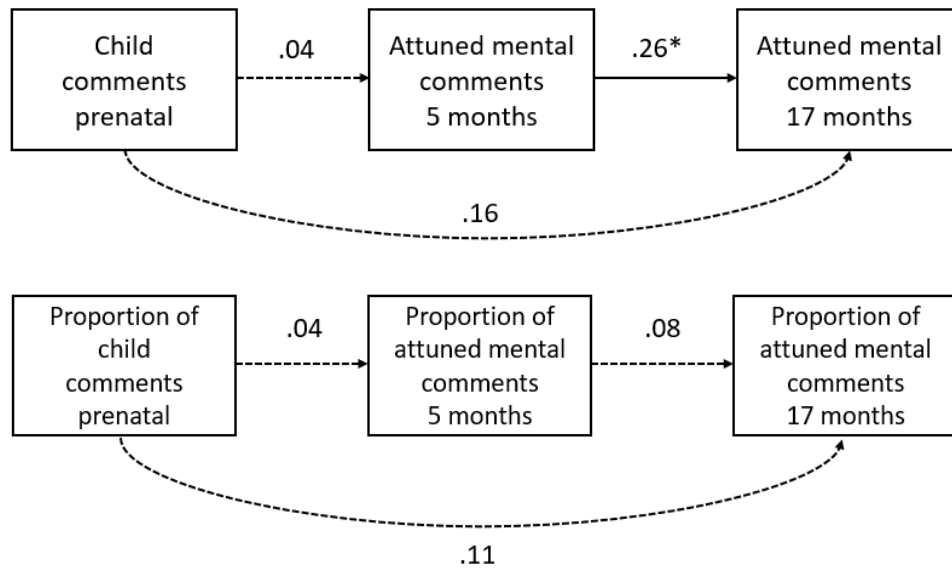 Child
comments
prenatal
.04
Attuned mental
comments
5 months
.26*
Attuned mental
comments
17 months
.16
Proportion of
child
comments
prenatal
.04
Proportion of
attuned mental
comments
5 months
.08
Proportion of
attuned mental
comments
17 months
.11